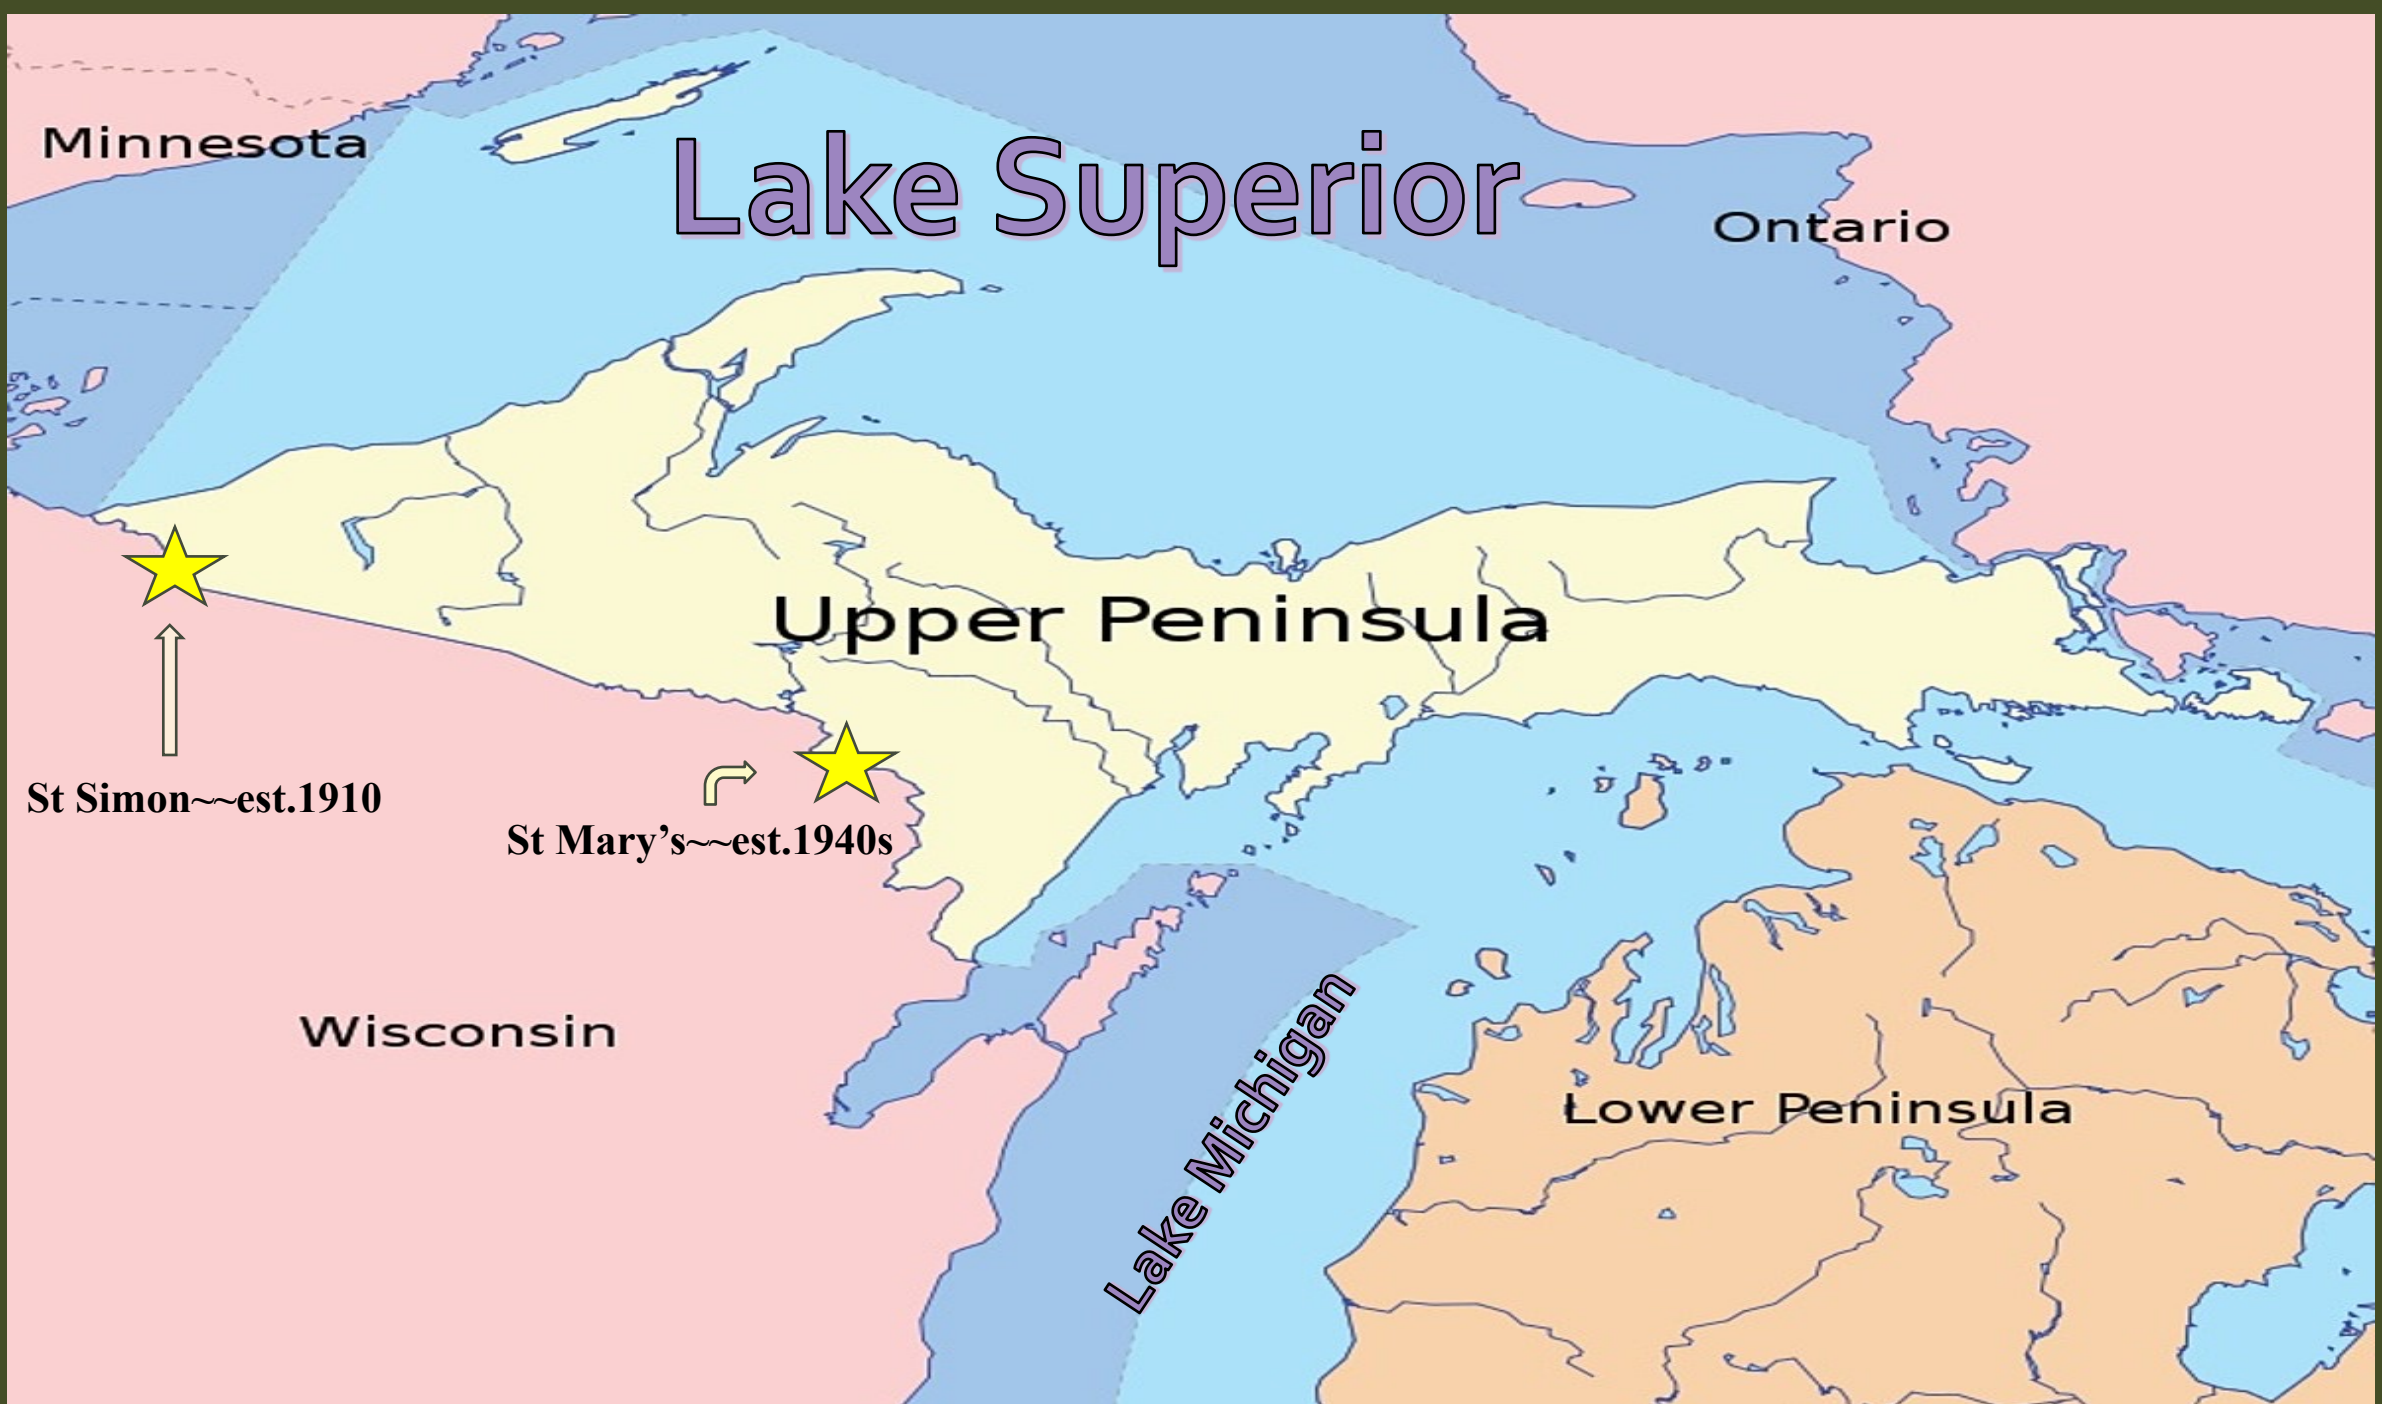 Minnesota
Lake Superior
Ontario
Upper Peninsula
St Simon~~est.1910
St Mary’s~~est.1940s
Wisconsin
Lake Michigan
Lower Peninsula